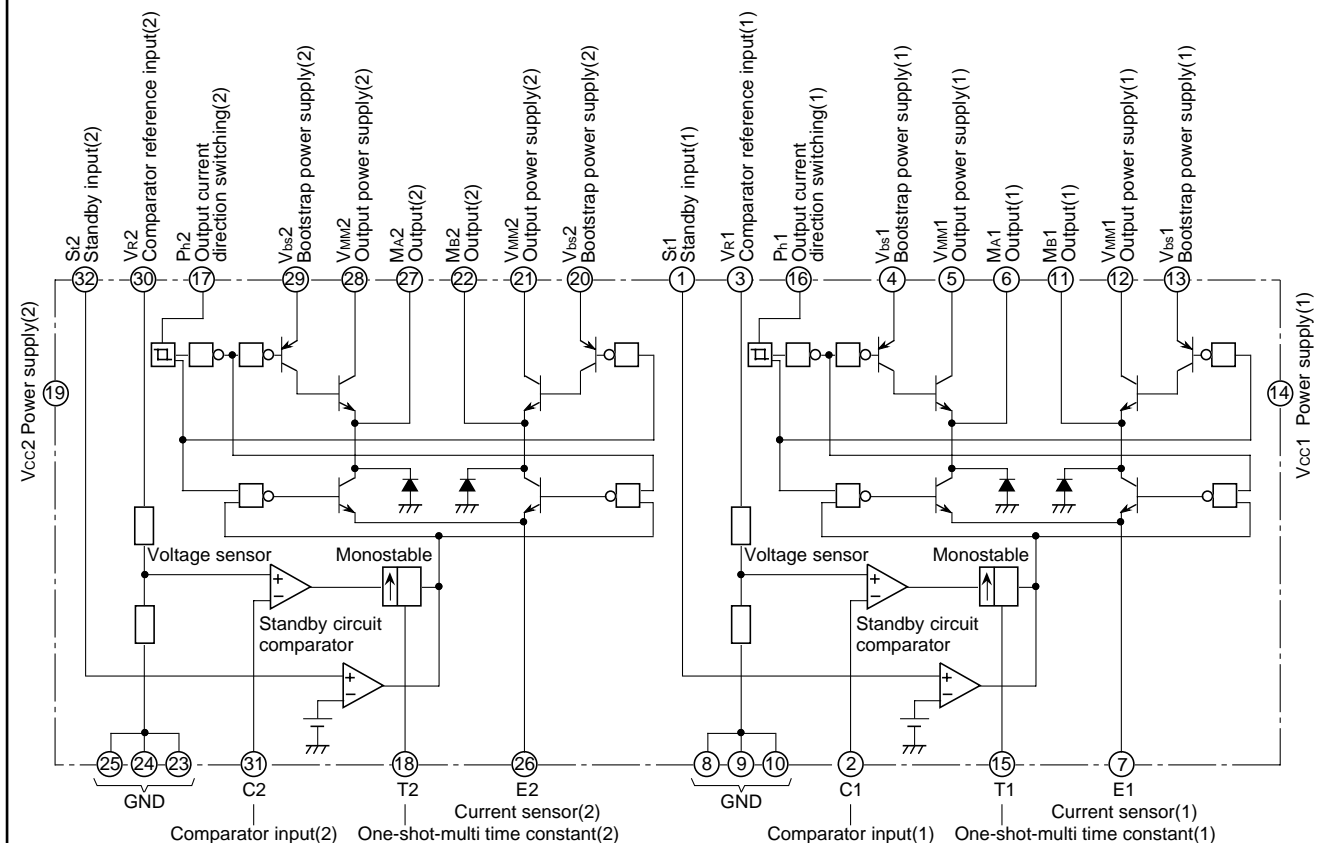 St2
Standby input(2)
VR2
Comparator reference input(2)
Ph2
Output current
direction switching(2)
Vbs2
Bootstrap power supply(2)
VMM2
Output power supply(2)
MA2
Output(2)
MB2
Output(2)
VMM2
Output power supply(2)
Vbs2
Bootstrap power supply(2)
St1
Standby input(1)
VR1
Comparator reference input(1)
Ph1
Output current
direction switching(1)
Vbs1
Bootstrap power supply(1)
VMM1
Output power supply(1)
MA1
Output(1)
MB1
Output(1)
VMM1
Output power supply(1)
Vbs1
Bootstrap power supply(1)
32 30 17 29 28 27 22 21 20 1 3 16 4 5 6 11 12 13
Vcc2 Power supply(2)
19
14
Vcc1 Power supply(1)
Voltage sensor
Monostable
+
−
Standby circuit
comparator
+
−
Voltage sensor
Monostable
+
−
Standby circuit
comparator
+
−
25 24 23 31 18 26 8 9 10 2 15 7
GND
C2
T2
E2
GND
C1
T1
E1
Current sensor(2)
Current sensor(1)
Comparator input(2)
One-shot-multi time constant(2)
Comparator input(1)
One-shot-multi time constant(1)